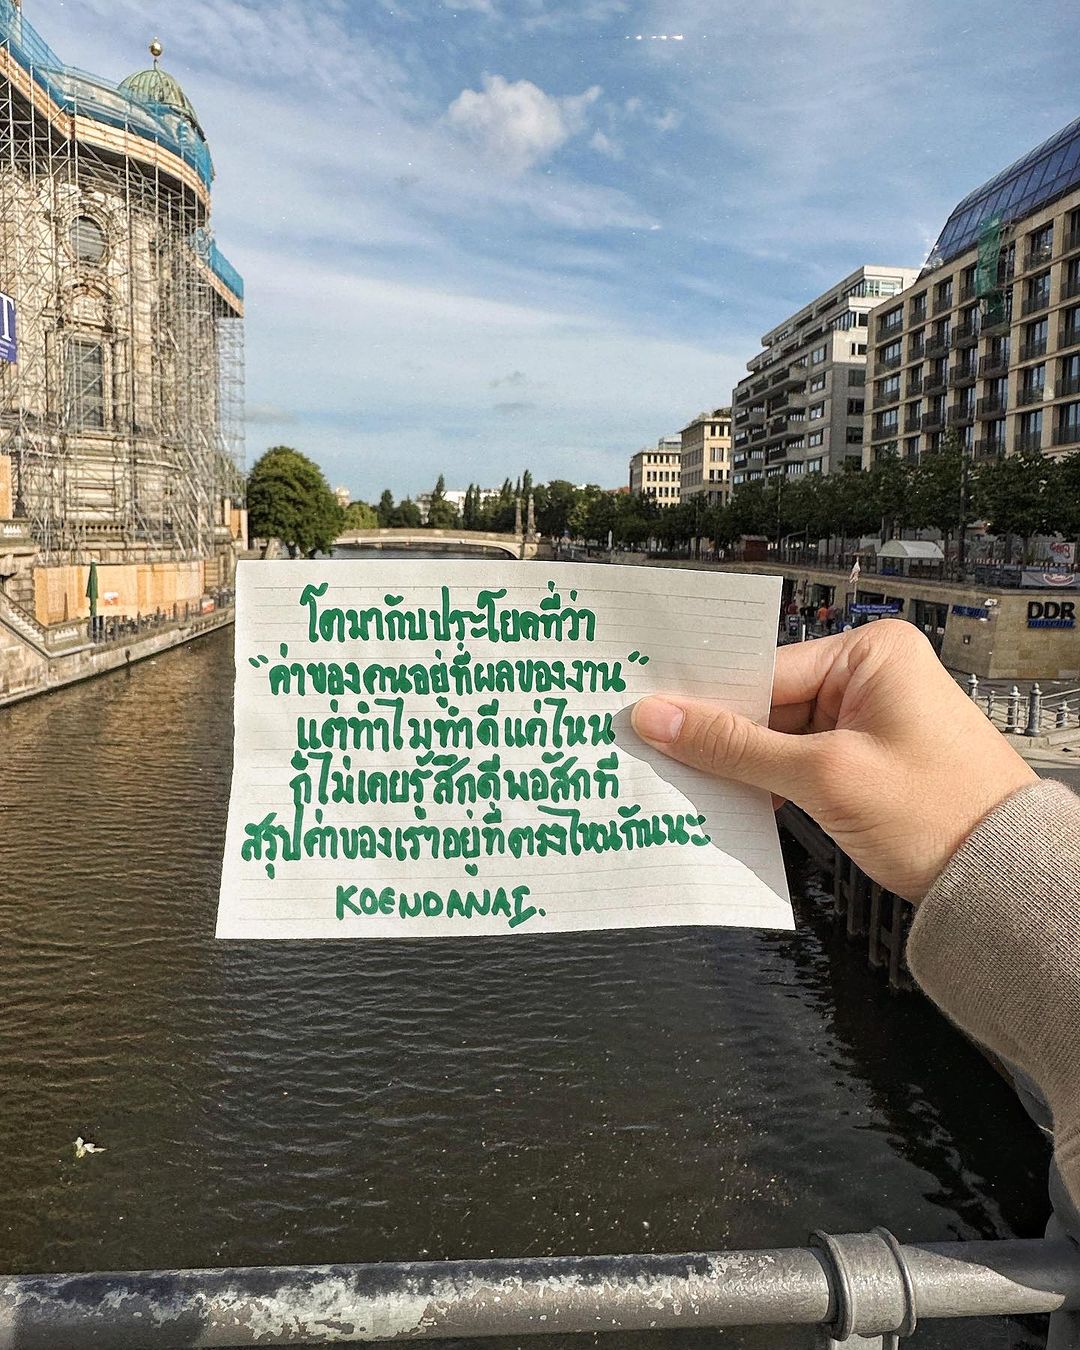 โตมากับประโยคที่ว่า
“ค่าของคนอยู่ที่ผลของงาน”
แต่ทำไมทำดีแค่ไหน
ก็ไม่เคยรู้สึกดีพอสักที
สรุปค่าของเราอยู่ที่ตรงไหนกันนะ
KOENDANAI.
T
DDR
MUSEUM